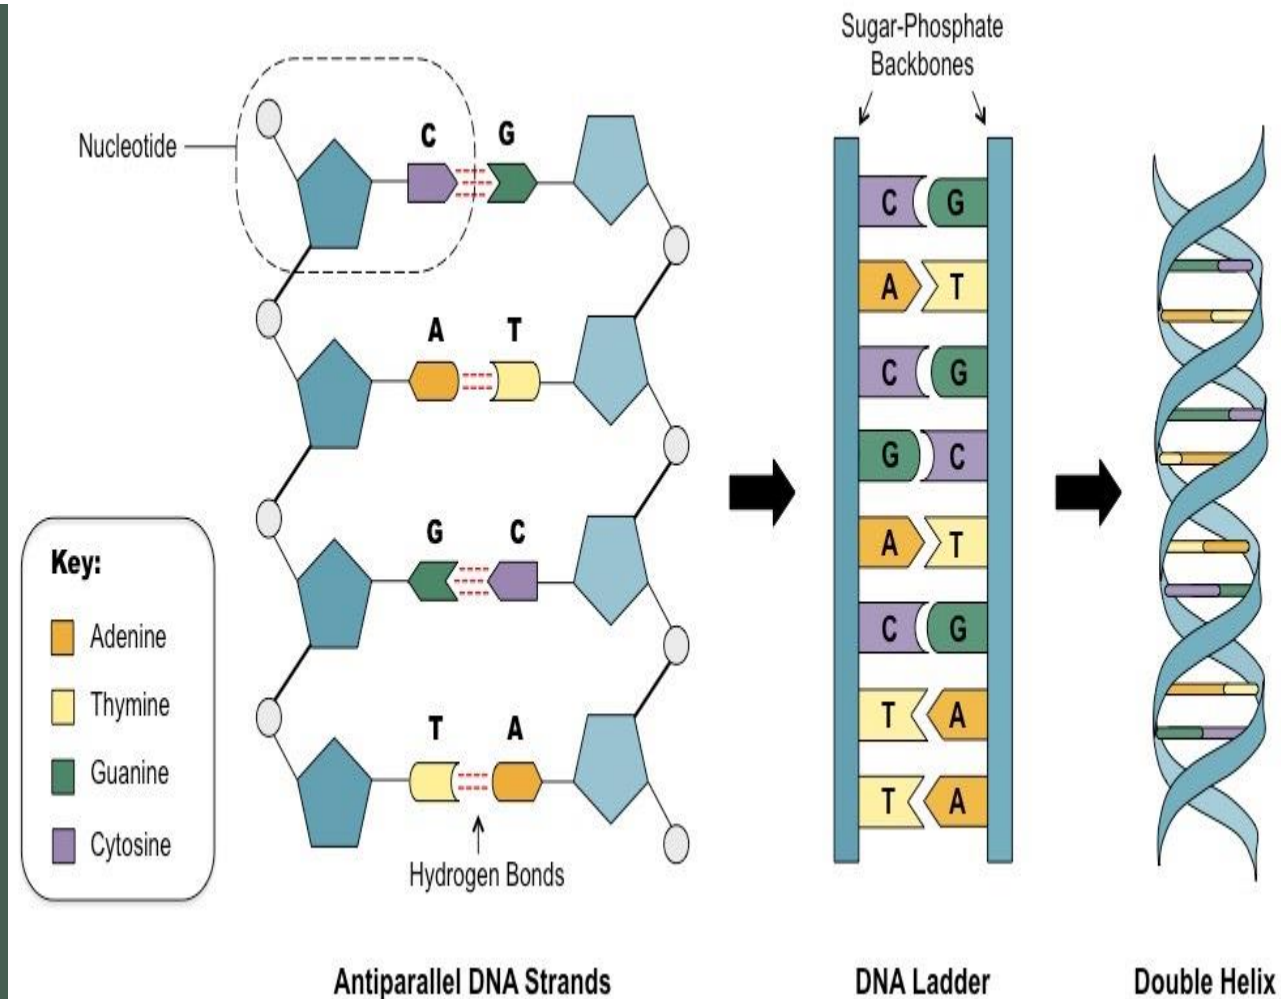 Sugar-Phosphate
Backbones
Nucleotide
C G
A T
G C
T A
Hydrogen Bonds
Key:
Adenine
Thymine
Guanine
Cytosine
C G
A T
C G
G C
A T
C G
T A
T A
Antiparallel DNA Strands
DNA Ladder
Double Helix